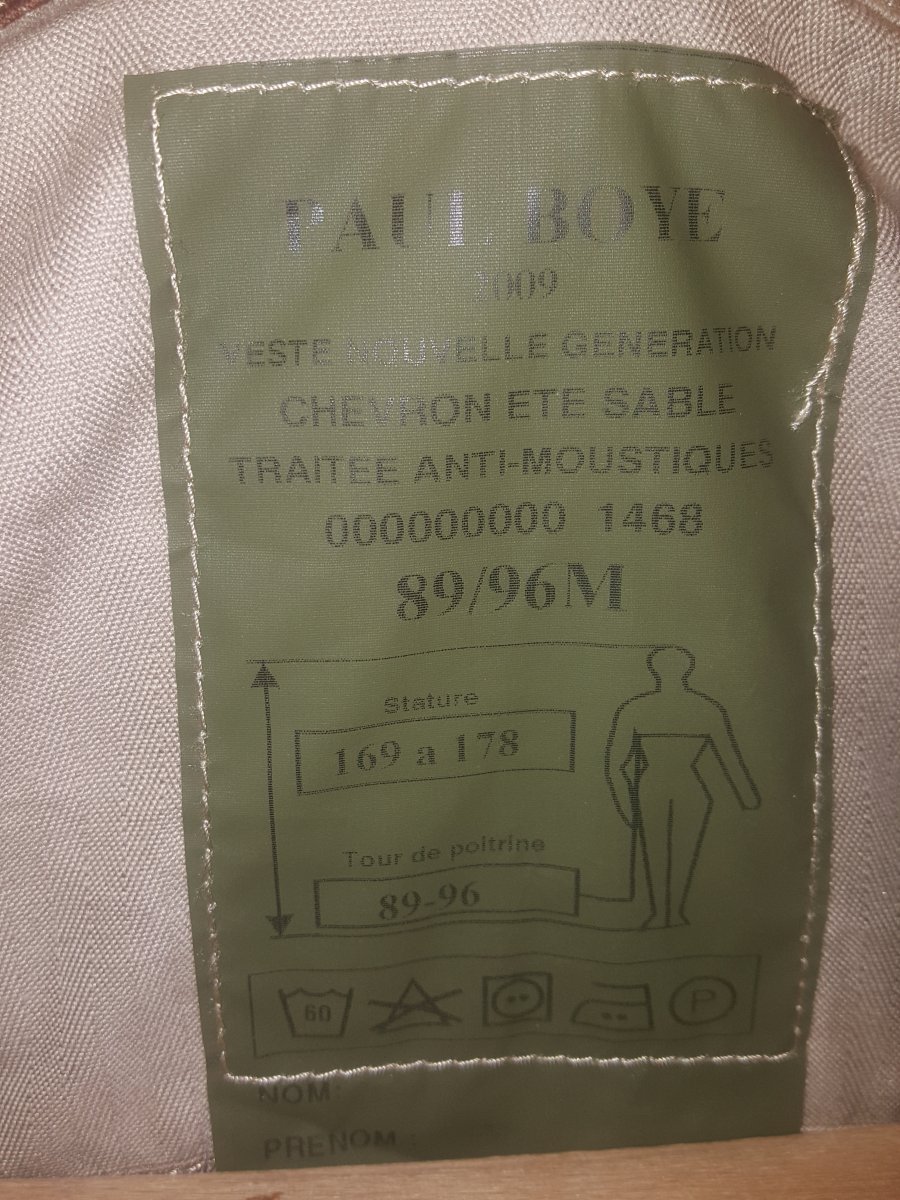 PAUL BOYE
2009
VESTE NOUVELLE GENERATION
CHEVRON ETE SABLE
TRAITEE ANTI-MOUSTIQUES
000000000 1468
89/96M
Stature
169 a 178
Tour de poitrine
89-96
60 P
NOM:
PRENOM :